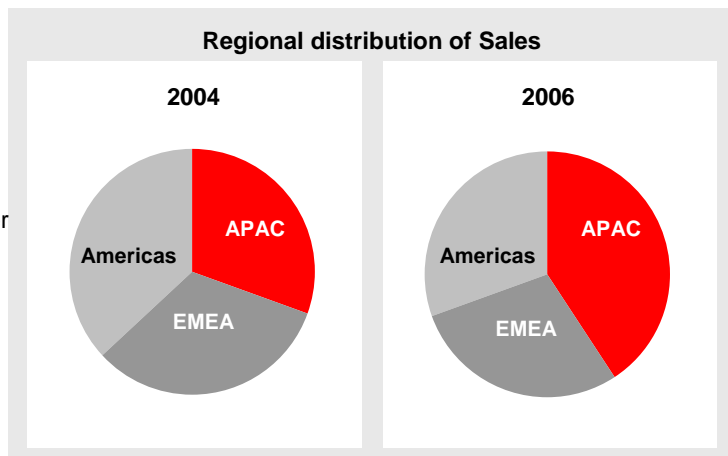 Regional distribution of Sales
2004
APAC
Americas
EMEA
2006
APAC
Americas
EMEA
r